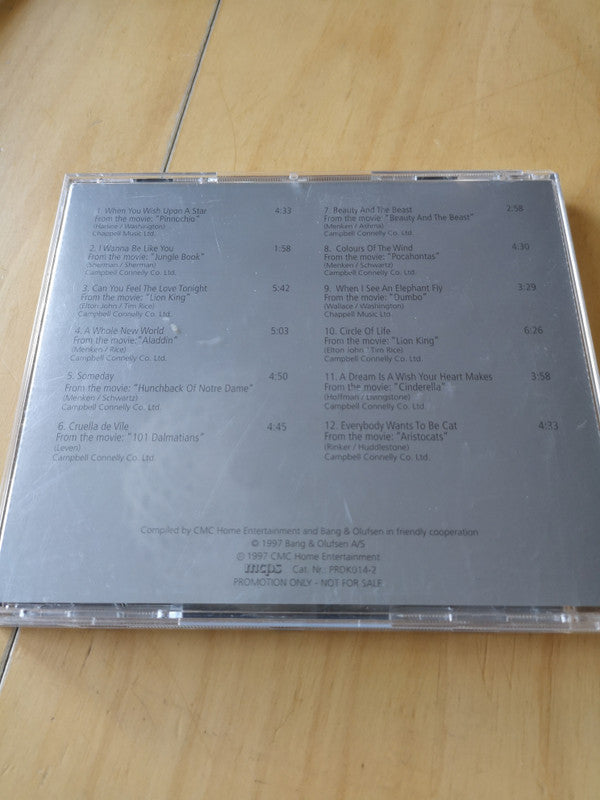 1. When You Wish Upon A Star 4:33
From the movie: "Pinnochio"
(Harline / Washington)
Chappell Music Ltd.
2. I Wanna Be Like You 1:58
From the movie: "Jungle Book"
(Sherman / Sherman)
Campbell Connelly Co. Ltd.
3. Can You Feel The Love Tonight 5:42
From the movie: "Lion King"
(Elton John / Tim Rice)
Campbell Connelly Co. Ltd.
4. A Whole New World 5:03
From the movie: "Aladdin"
(Menken / Rice)
Campbell Connelly Co. Ltd.
5. Someday 4:50
From the movie: "Hunchback Of Notre Dame"
(Menken / Schwartz)
Campbell Connelly Co. Ltd.
6. Cruella de Vile 4:45
From the movie: "101 Dalmatians"
(Leven)
Campbell Connelly Co. Ltd.
7. Beauty And The Beast 2:58
From the movie: "Beauty And The Beast"
(Menken / Ashma)
Campbell Connelly Co. Ltd.
8. Colours Of The Wind 4:30
From the movie: "Pocahontas"
(Menken / Schwartz)
Campbell Connelly Co. Ltd.
9. When I See An Elephant Fly 3:29
From the movie: "Dumbo"
(Wallace / Washington)
Chappell Music Ltd.
10. Circle Of Life 6:26
From the movie: "Lion King"
(Elton John / Tim Rice)
Campbell Connelly Co. Ltd.
11. A Dream Is A Wish Your Heart Makes 3:58
From the movie: "Cinderella"
(Hoffman / Livingstone)
Campbell Connelly Co. Ltd.
12. Everybody Wants To Be Cat 4:33
From the movie: "Aristocats"
(Rinker / Huddlestone)
Campbell Connelly Co. Ltd.
Compiled by CMC Home Entertainment and Bang & Olufsen in friendly cooperation
© 1997 Bang & Olufsen A/S
℗ 1997 CMC Home Entertainment
mcps Cat. Nr.: PRDK014-2
PROMOTION ONLY - NOT FOR SALE